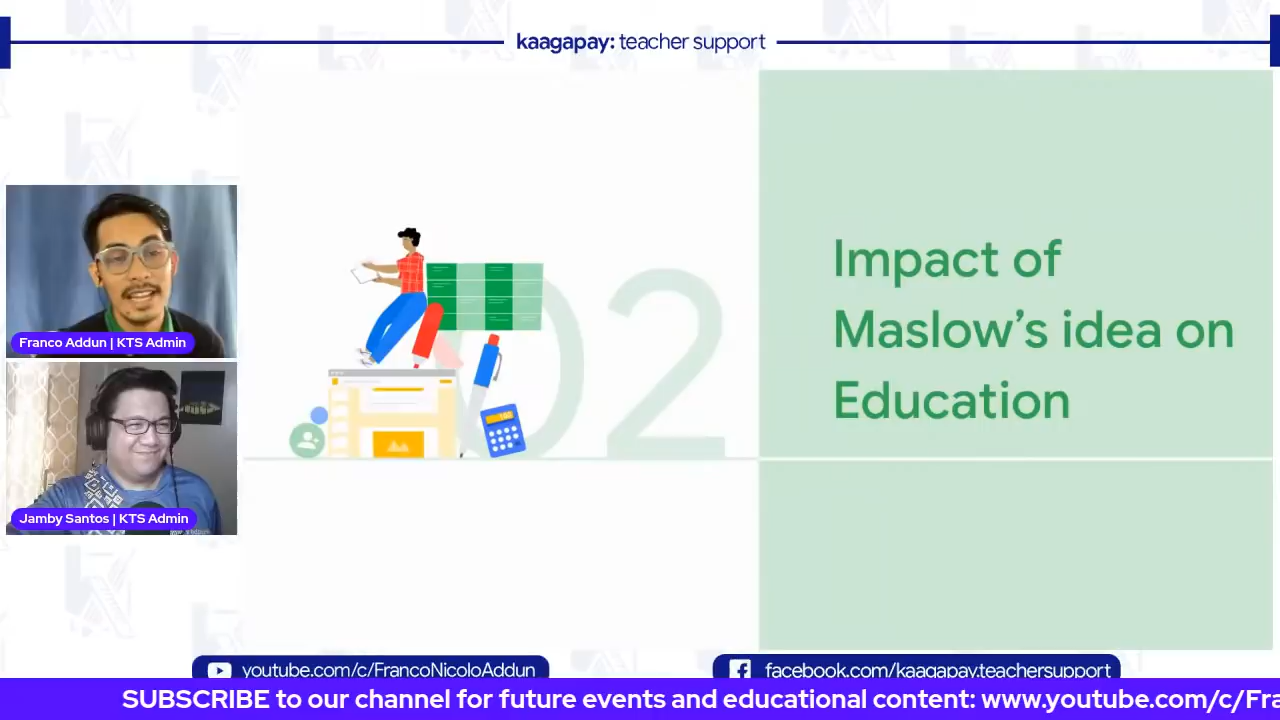 kaagapay: teacher support
Franco Addun | KTS Admin
Jamby Santos | KTS Admin
02
Impact of
Maslow's idea on
Education
youtube.com/c/FrancoNicoloAddun
facebook.com/kaagapay.teachersupport
SUBSCRIBE to our channel for future events and educational content: www.youtube.com/c/Fra